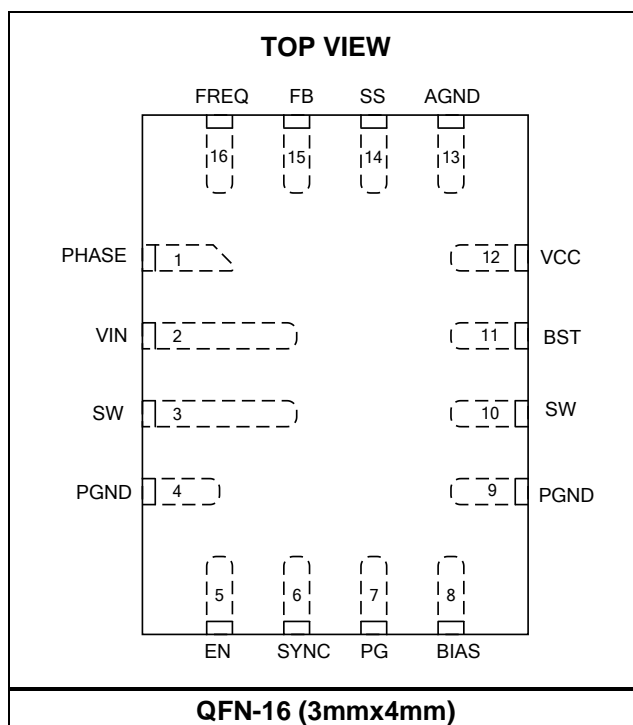 TOP VIEW
FREQ FB SS AGND
16 15 14 13
PHASE 1 12 VCC
VIN 2 11 BST
SW 3 10 SW
PGND 4 9 PGND
5 6 7 8
EN SYNC PG BIAS
QFN-16 (3mmx4mm)